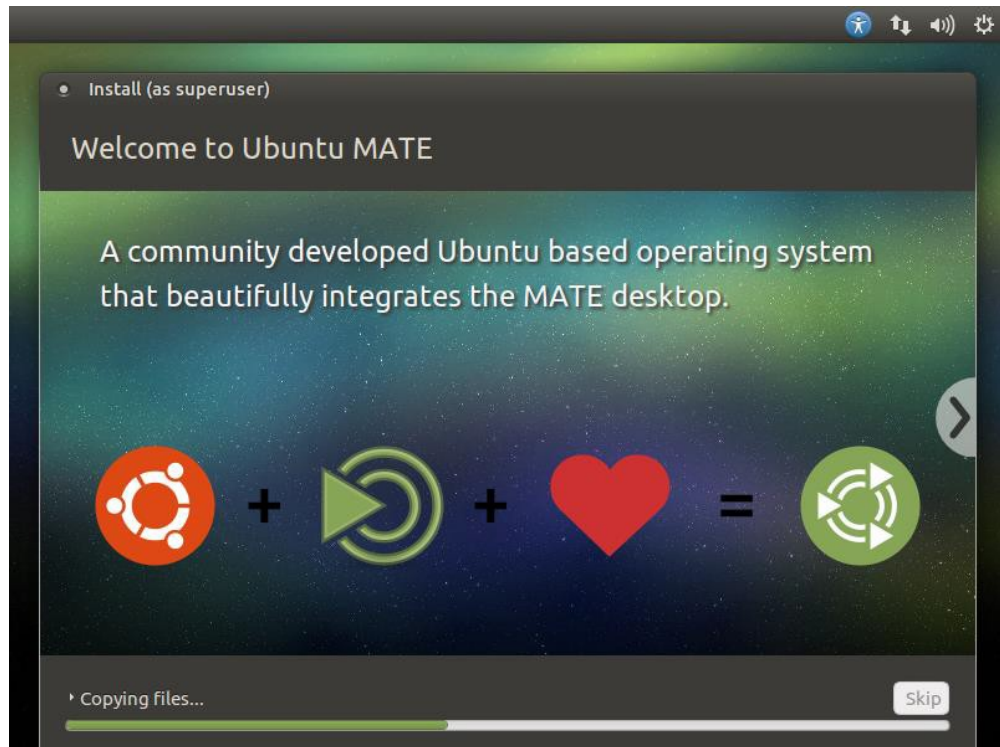 Install (as superuser)
Welcome to Ubuntu MATE
A community developed Ubuntu based operating system
that beautifully integrates the MATE desktop.
+ + =
Copying files...
Skip